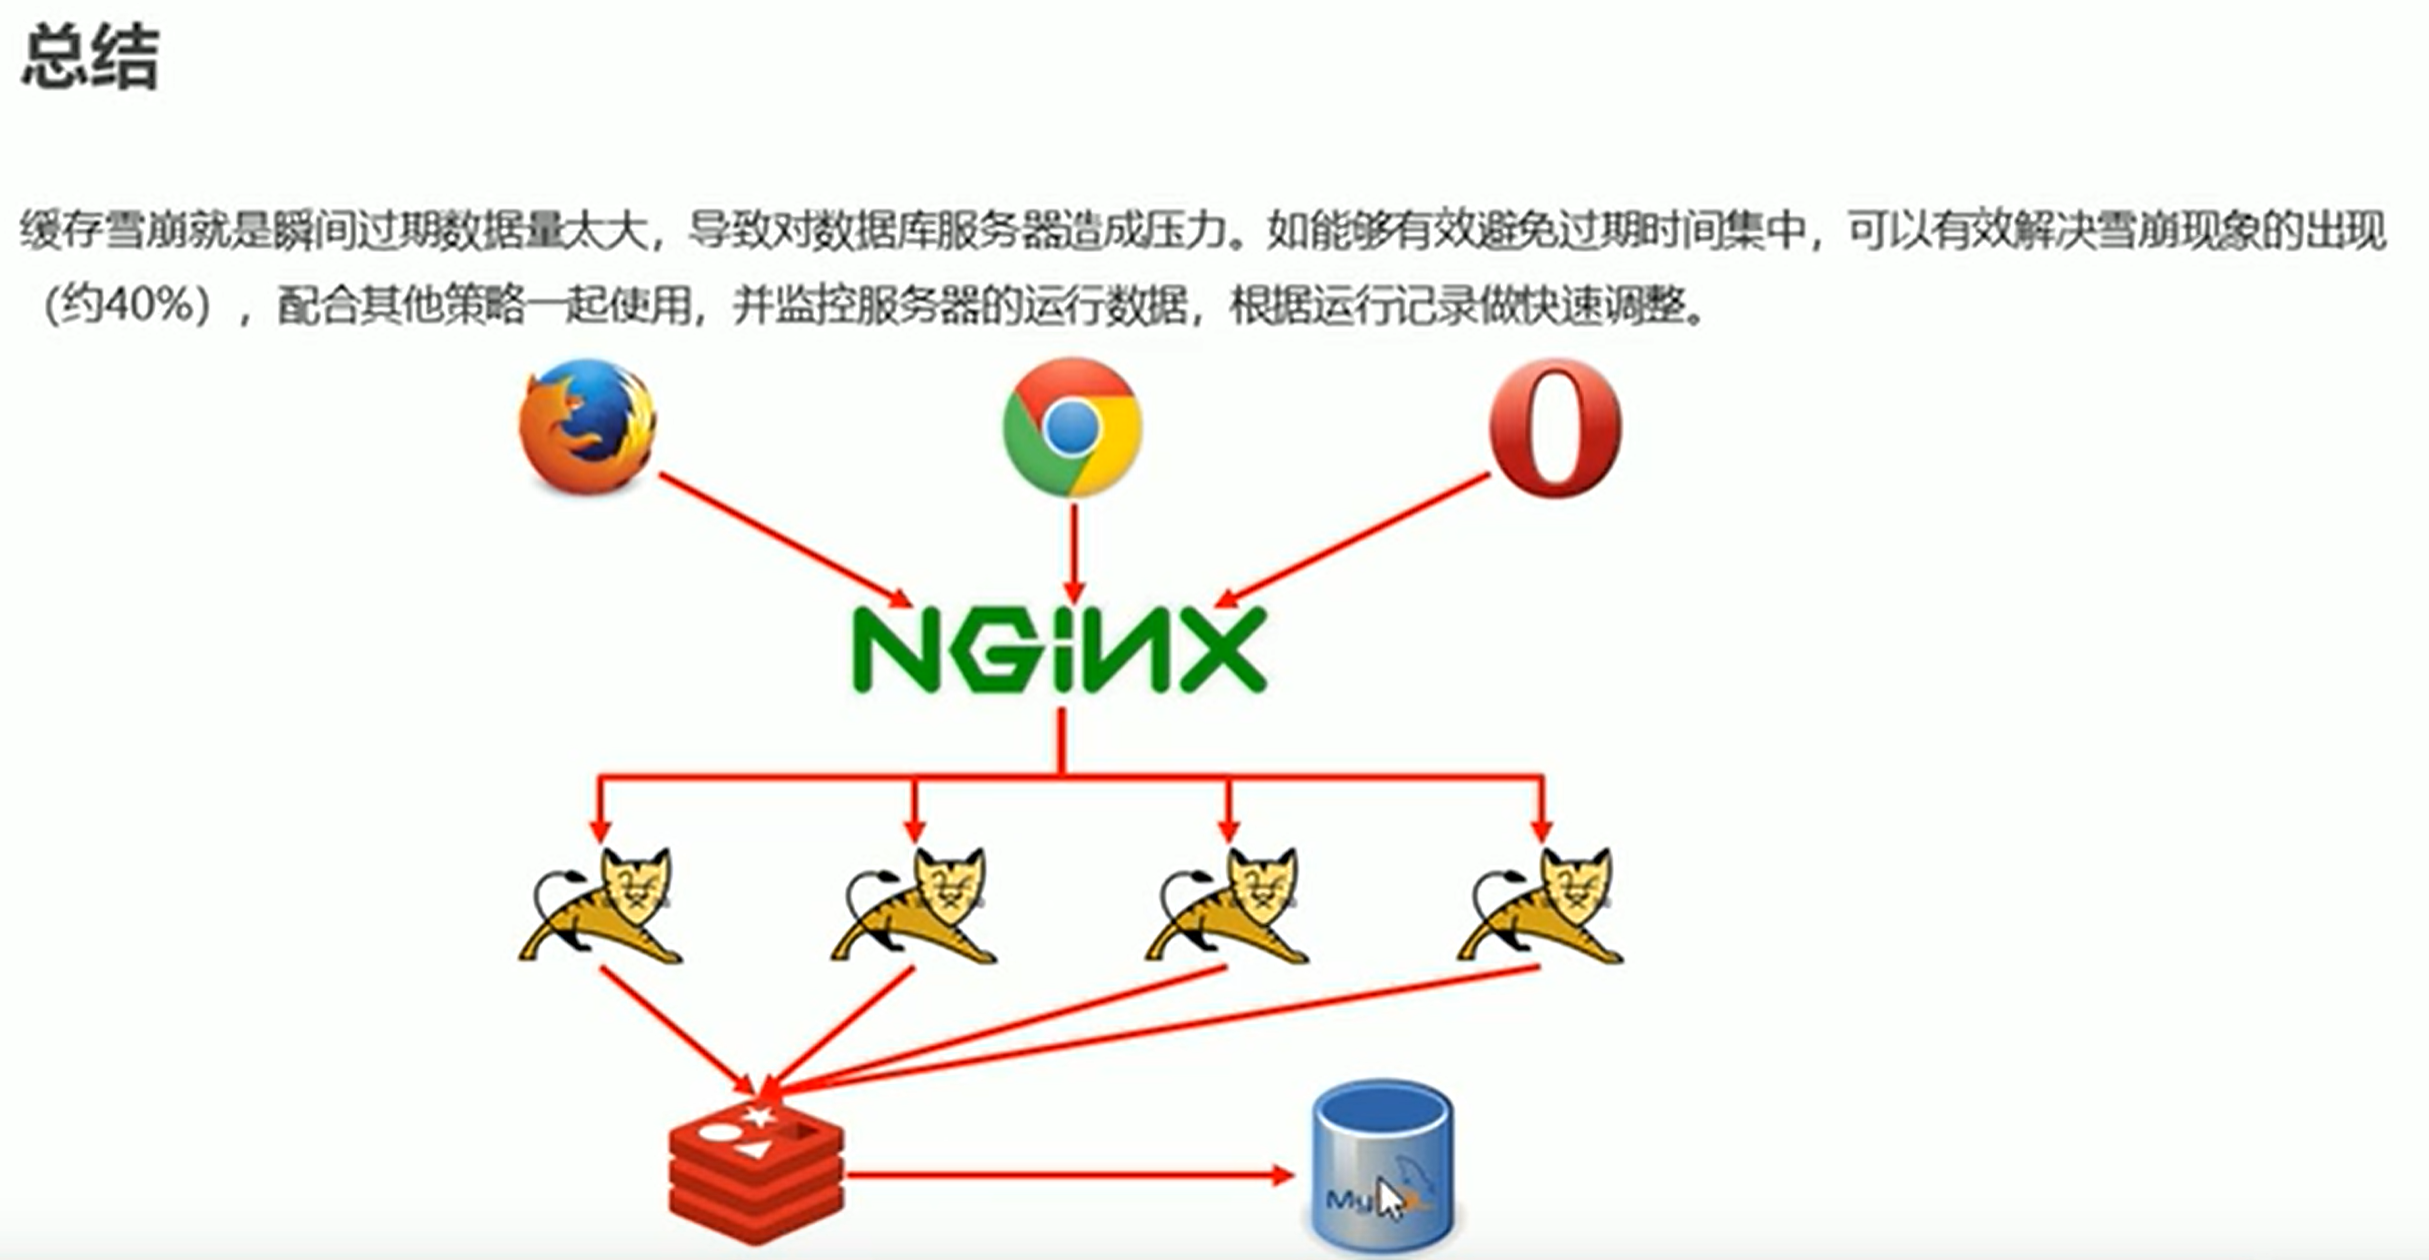 总结
缓存雪崩就是瞬间过期数据量太大，导致对数据库服务器造成压力。如能够有效避免过期时间集中，可以有效解决雪崩现象的出现
（约40%），配合其他策略一起使用，并监控服务器的运行数据，根据运行记录做快速调整。
NGiNX
My